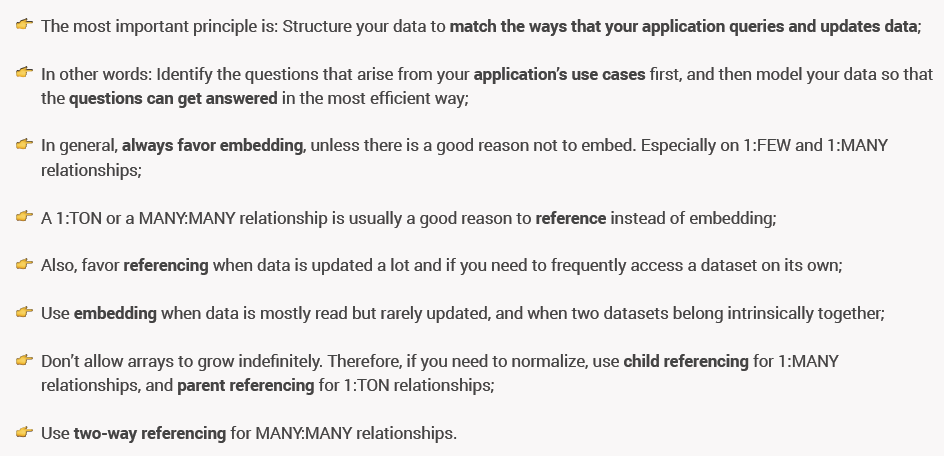 The most important principle is: Structure your data to match the ways that your application queries and updates data;
In other words: Identify the questions that arise from your application's use cases first, and then model your data so that
the questions can get answered in the most efficient way;
In general, always favor embedding, unless there is a good reason not to embed. Especially on 1:FEW and 1:MANY
relationships;
A 1:TON or a MANY:MANY relationship is usually a good reason to reference instead of embedding;
Also, favor referencing when data is updated a lot and if you need to frequently access a dataset on its own;
Use embedding when data is mostly read but rarely updated, and when two datasets belong intrinsically together;
Don't allow arrays to grow indefinitely. Therefore, if you need to normalize, use child referencing for 1:MANY
relationships, and parent referencing for 1:TON relationships;
Use two-way referencing for MANY:MANY relationships.